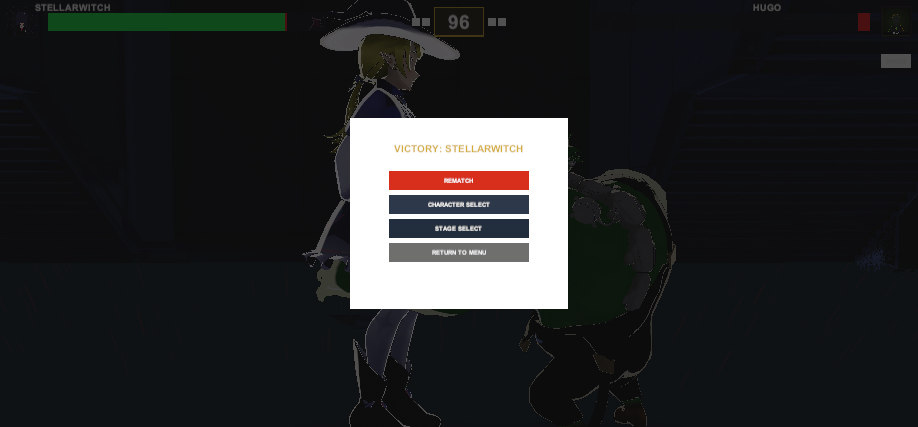 STELLARWITCH
96
HUGO
VICTORY: STELLARWITCH
REMATCH
CHARACTER SELECT
STAGE SELECT
RETURN TO MENU